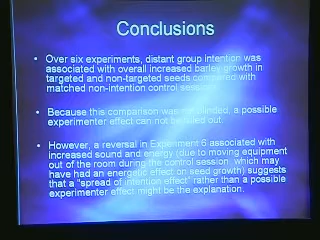 Conclusions
• Over six experiments, distant group intention was
associated with overall increased barley growth in
targeted and non-targeted seeds compared with
matched non-intention control
• Because this comparison was not blinded, a possible
experimenter effect can not be ruled out.
• However, a reversal in Experiment 6 associated with
increased sound and energy (due to moving equipment
out of the room during the control session, which may
have had an energetic effect on seed growth) suggests
that a "spread of intention effect" rather than a possible
experimenter effect might be the explanation.